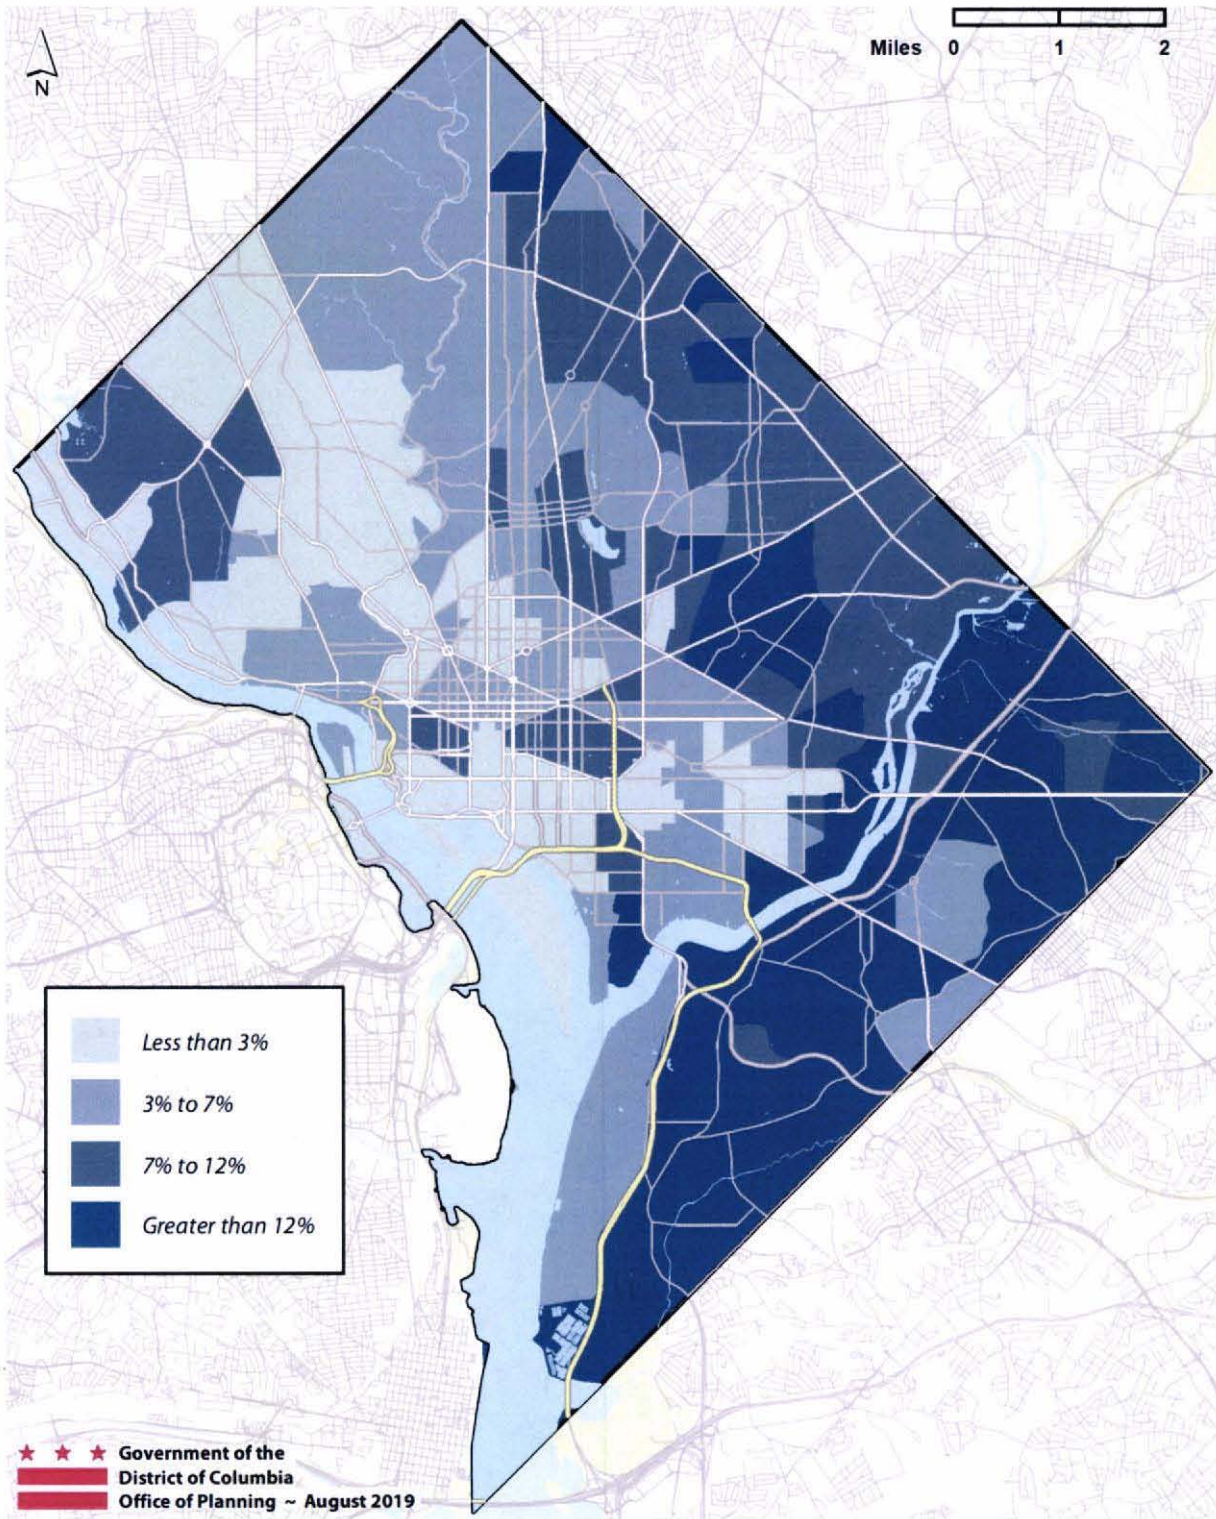 Miles 0 1 2
N
Less than 3%
3% to 7%
7% to 12%
Greater than 12%
Government of the
District of Columbia
Office of Planning ~ August 2019